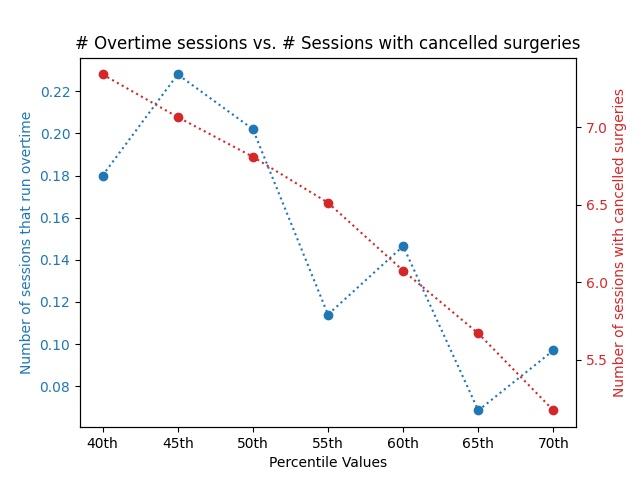 # Overtime sessions vs. # Sessions with cancelled surgeries
Number of sessions that run overtime
0.22
0.20
0.18
0.16
0.14
0.12
0.10
0.08
7.0
6.5
6.0
5.5
Number of sessions with cancelled surgeries
40th 45th 50th 55th 60th 65th 70th
Percentile Values